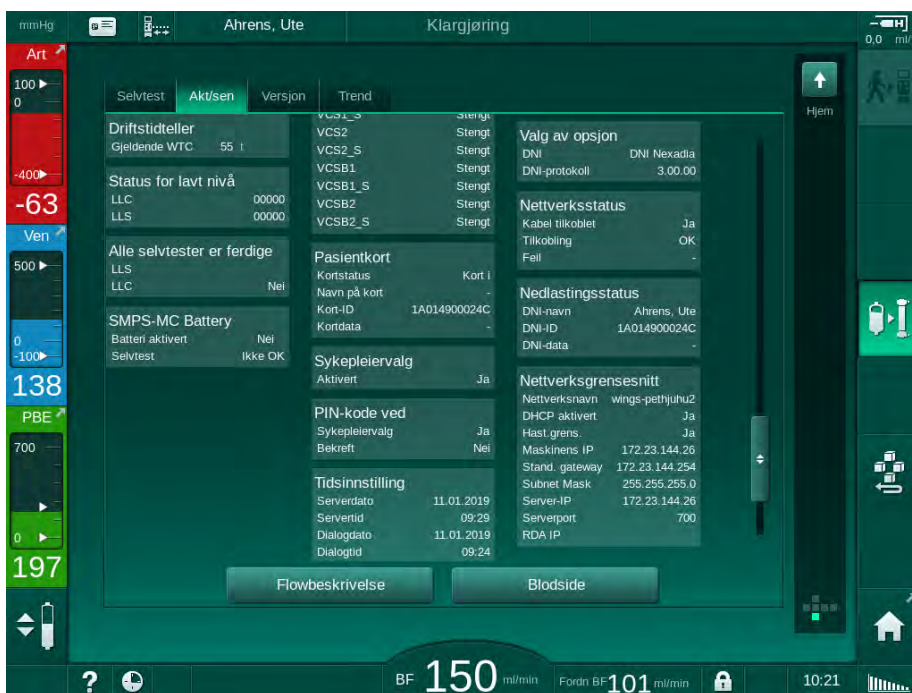 mmHg
Ahrens, Ute
Klargjøring
0,0 ml/
Art
100
0
-400
-63
Ven
500
0
-100
138
PBE
700
0
197
Selvtest Akt/sen Versjon Trend
Hjem
Driftstidteller
Gjeldende WTC 55 t
Status for lavt nivå
LLC 00000
LLS 00000
Alle selvtester er ferdige
LLS
LLC Nei
SMPS-MC Battery
Batteri aktivert Nei
Selvtest Ikke OK
VCS1_S Stengt
VCS2 Stengt
VCS2_S Stengt
VCSB1 Stengt
VCSB1_S Stengt
VCSB2 Stengt
VCSB2_S Stengt
Pasientkort
Kortstatus Kort i
Navn på kort -
Kort-ID 1A014900024C
Kortdata -
Sykepleiervalg
Aktivert Ja
PIN-kode ved
Sykepleiervalg Ja
Bekreft Nei
Tidsinnstilling
Serverdato 11.01.2019
Servertid 09:29
Dialogdato 11.01.2019
Dialogtid 09:24
Valg av opsjon
DNI DNI Nexadia
DNI-protokoll 3.00.00
Nettverksstatus
Kabel tilkoblet Ja
Tilkobling OK
Feil -
Nedlastingsstatus
DNI-navn Ahrens, Ute
DNI-ID 1A014900024C
DNI-data -
Nettverksgrensesnitt
Nettverksnavn wings-pethjuhu2
DHCP aktivert Ja
Hast.grens. Ja
Maskinens IP 172.23.144.26
Stand. gateway 172.23.144.254
Subnet Mask 255.255.255.0
Server-IP 172.23.144.26
Serverport 700
RDA IP
Flowbeskrivelse
Blodside
?
BF 150 ml/min
Fordn BF 101 ml/min
10:21